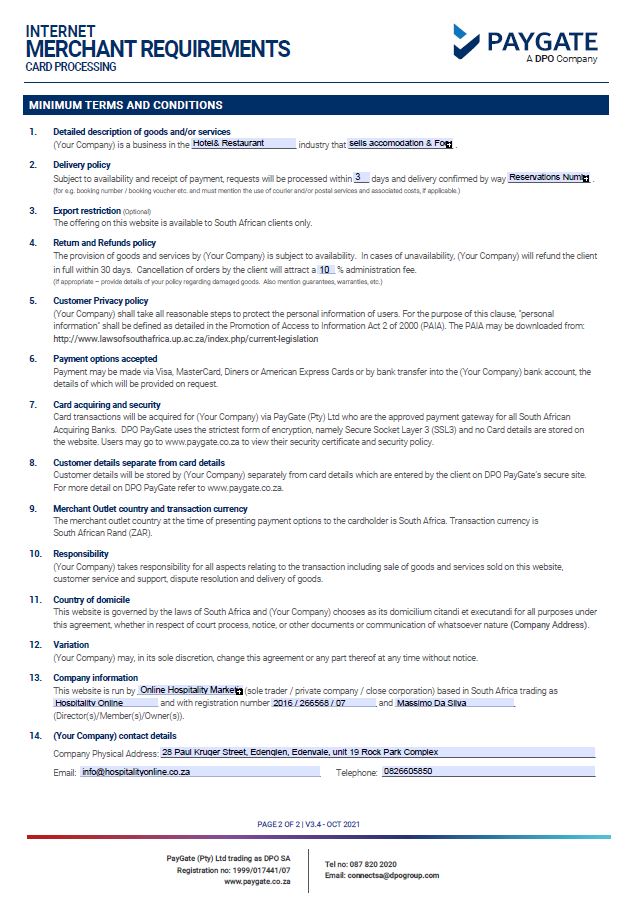 INTERNET
MERCHANT REQUIREMENTS
CARD PROCESSING
PAYGATE
A DPO Company
MINIMUM TERMS AND CONDITIONS
1. Detailed description of goods and/or services
(Your Company) is a business in the Hotel& Restaurant industry that sells accomodation & .
2. Delivery policy
Subject to availability and receipt of payment, requests will be processed within 3 days and delivery confirmed by way Reservations .
(for e.g. booking number / booking voucher etc. and must mention the use of courier and/or postal services and associated costs, if applicable.)
3. Export restriction (Optional)
The offering on this website is available to South African clients only.
4. Return and Refunds policy
The provision of goods and services by (Your Company) is subject to availability. In cases of unavailability, (Your Company) will refund the client
in full within 30 days. Cancellation of orders by the client will attract a 10 % administration fee.
(If appropriate – provide details of your policy regarding damaged goods. Also mention guarantees, warranties, etc.)
5. Customer Privacy policy
(Your Company) shall take all reasonable steps to protect the personal information of users. For the purpose of this clause, "personal
information" shall be defined as detailed in the Promotion of Access to Information Act 2 of 2000 (PAIA). The PAIA may be downloaded from:
http://www.lawsofsouthafrica.up.ac.za/index.php/current-legislation
6. Payment options accepted
Payment may be made via Visa, MasterCard, Diners or American Express Cards or by bank transfer into the (Your Company) bank account, the
details of which will be provided on request.
7. Card acquiring and security
Card transactions will be acquired for (Your Company) via PayGate (Pty) Ltd who are the approved payment gateway for all South African
Acquiring Banks. DPO PayGate uses the strictest form of encryption, namely Secure Socket Layer 3 (SSL3) and no Card details are stored on
the website. Users may go to www.paygate.co.za to view their security certificate and security policy.
8. Customer details separate from card details
Customer details will be stored by (Your Company) separately from card details which are entered by the client on DPO PayGate's secure site.
For more detail on DPO PayGate refer to www.paygate.co.za.
9. Merchant Outlet country and transaction currency
The merchant outlet country at the time of presenting payment options to the cardholder is South Africa. Transaction currency is
South African Rand (ZAR).
10. Responsibility
(Your Company) takes responsibility for all aspects relating to the transaction including sale of goods and services sold on this website,
customer service and support, dispute resolution and delivery of goods.
11. Country of domicile
This website is governed by the laws of South Africa and (Your Company) chooses as its domicilium citandi et executandi for all purposes under
this agreement, whether in respect of court process, notice, or other documents or communication of whatsoever nature (Company Address).
12. Variation
(Your Company) may, in its sole discretion, change this agreement or any part thereof at any time without notice.
13. Company information
This website is run by Online Hospitality (sole trader / private company / close corporation) based in South Africa trading as
Hospitality Online and with registration number 2016 / 266568 / 07 and Massimo Da Silva
(Director(s)/Member(s)/Owner(s)).
14. (Your Company) contact details
Company Physical Address: 28 Paul Kruger Street, Edenglen, Edenvale, unit 19 Rock Park Complex
Email: info@hospitalityonline.co.za Telephone: 0826605850
PAGE 2 OF 2 | V3.4 - OCT 2021
PayGate (Pty) Ltd trading as DPO SA
Registration no: 1999/017441/07
www.paygate.co.za
Tel no: 087 820 2020
Email: connectsa@dpogroup.com